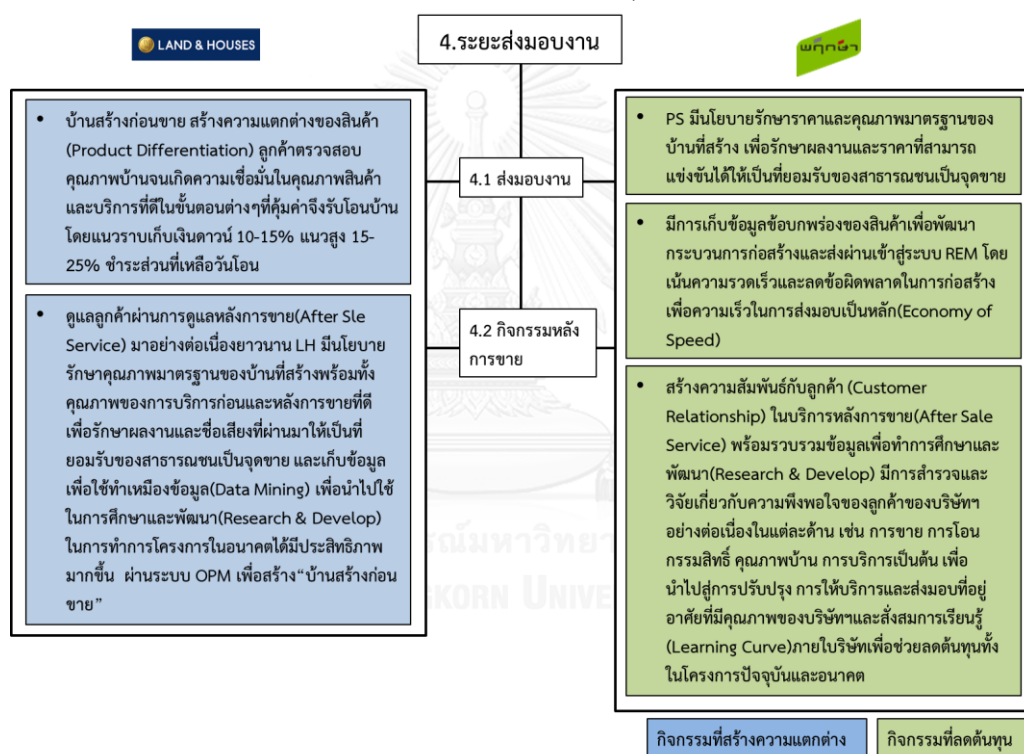 LAND & HOUSES
4.ระยะส่งมอบงาน
พฤกษา
• บ้านสร้างก่อนขาย สร้างความแตกต่างของสินค้า
(Product Differentiation) ลูกค้าตรวจสอบ
คุณภาพบ้านจนเกิดความเชื่อมั่นในคุณภาพสินค้า
และบริการที่ดีในขั้นตอนต่างๆที่คุ้มค่าจึงรับโอนบ้าน
โดยแนวราบเก็บเงินดาวน์ 10-15% แนวสูง 15-
25% ชำระส่วนที่เหลือวันโอน
• ดูแลลูกค้าผ่านการดูแลหลังการขาย(After Sle
Service) มาอย่างต่อเนื่องยาวนาน LH มีนโยบาย
รักษาคุณภาพมาตรฐานของบ้านที่สร้างพร้อมทั้ง
คุณภาพของการบริการก่อนและหลังการขายที่ดี
เพื่อรักษาผลงานและชื่อเสียงที่ผ่านมาให้เป็นที่
ยอมรับของสาธารณชนเป็นจุดขาย และเก็บข้อมูล
เพื่อใช้ทำเหมืองข้อมูล(Data Mining) เพื่อนำไปใช้
ในการศึกษาและพัฒนา(Research & Develop)
ในการทำการโครงการในอนาคตได้มีประสิทธิภาพ
มากขึ้น ผ่านระบบ OPM เพื่อสร้าง“บ้านสร้างก่อน
ขาย”
4.1 ส่งมอบงาน
4.2 กิจกรรมหลัง
การขาย
• PS มีนโยบายรักษาราคาและคุณภาพมาตรฐานของ
บ้านที่สร้าง เพื่อรักษาผลงานและราคาที่สามารถ
แข่งขันได้ให้เป็นที่ยอมรับของสาธารณชนเป็นจุดขาย
• มีการเก็บข้อมูลข้อบกพร่องของสินค้าเพื่อพัฒนา
กระบวนการก่อสร้างและส่งผ่านเข้าสู่ระบบ REM โดย
เน้นความรวดเร็วและลดข้อผิดพลาดในการก่อสร้าง
เพื่อความเร็วในการส่งมอบเป็นหลัก(Economy of
Speed)
• สร้างความสัมพันธ์กับลูกค้า (Customer
Relationship) ในบริการหลังการขาย(After Sale
Service) พร้อมรวบรวมข้อมูลเพื่อทำการศึกษาและ
พัฒนา(Research & Develop) มีการสำรวจและ
วิจัยเกี่ยวกับความพึงพอใจของลูกค้าของบริษัทฯ
อย่างต่อเนื่องในแต่ละด้าน เช่น การขาย การโอน
กรรมสิทธิ์ คุณภาพบ้าน การบริการเป็นต้น เพื่อ
นำไปสู่การปรับปรุง การให้บริการและส่งมอบที่อยู่
อาศัยที่มีคุณภาพของบริษัทฯและสั่งสมการเรียนรู้
(Learning Curve)ภายใบริษัทเพื่อช่วยลดต้นทุนทั้ง
ในโครงการปัจจุบันและอนาคต
รณ์มหาวิทยา
KORN UNIVE
กิจกรรมที่สร้างความแตกต่าง
กิจกรรมที่ลดต้นทุน